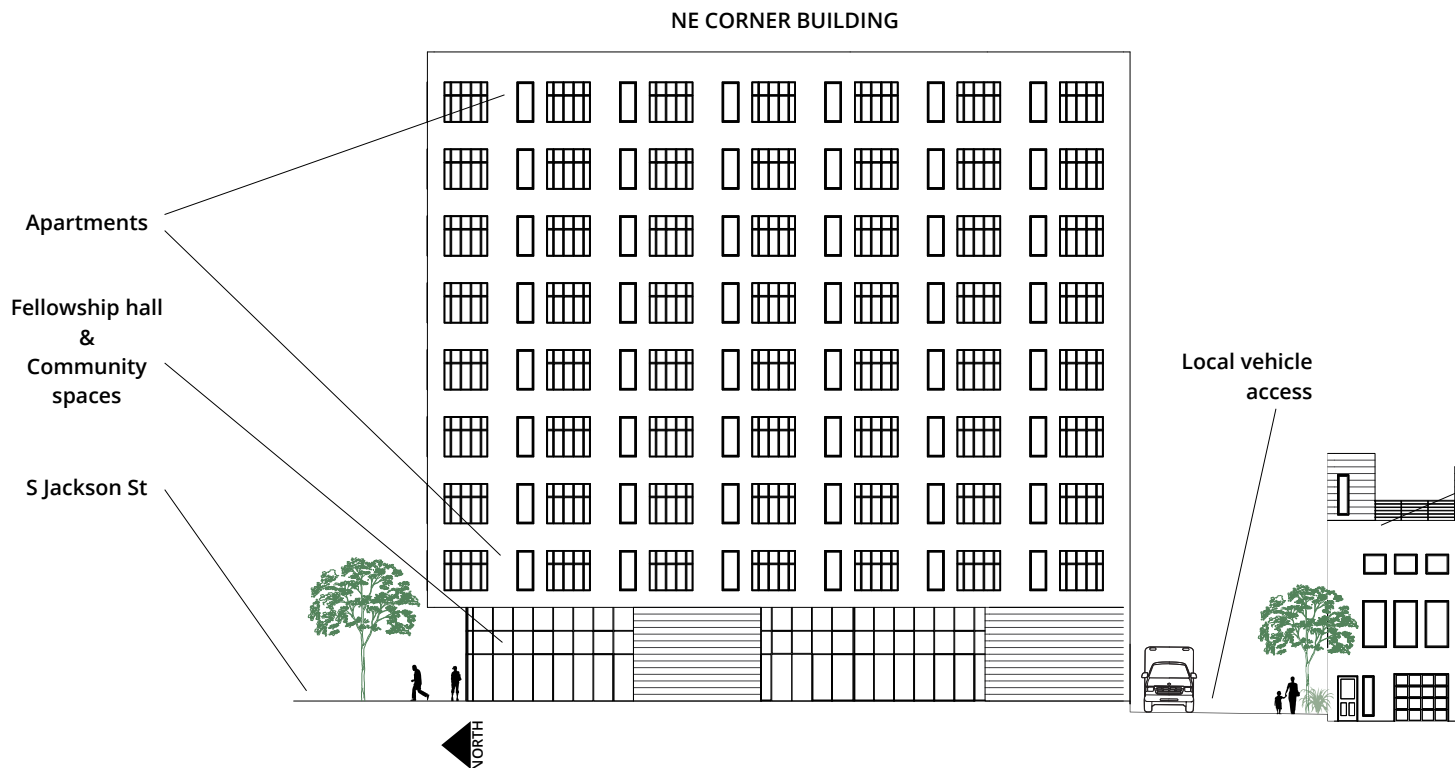 NE CORNER BUILDING
Apartments
Fellowship hall
&
Community
spaces
S Jackson St
Local vehicle
access
NORTH